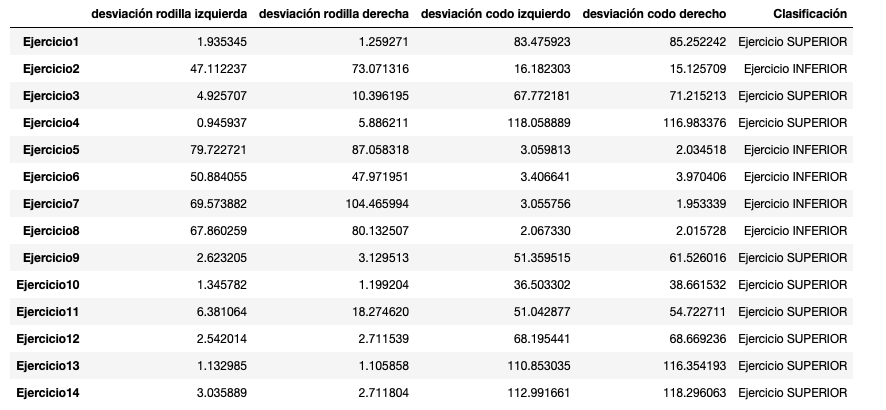 desviación rodilla izquierda desviación rodilla derecha desviación codo izquierdo desviación codo derecho Clasificación
Ejercicio1 1.935345 1.259271 83.475923 85.252242 Ejercicio SUPERIOR
Ejercicio2 47.112237 73.071316 16.182303 15.125709 Ejercicio INFERIOR
Ejercicio3 4.925707 10.396195 67.772181 71.215213 Ejercicio SUPERIOR
Ejercicio4 0.945937 5.886211 118.058889 116.983376 Ejercicio SUPERIOR
Ejercicio5 79.722721 87.058318 3.059813 2.034518 Ejercicio INFERIOR
Ejercicio6 50.884055 47.971951 3.406641 3.970406 Ejercicio INFERIOR
Ejercicio7 69.573882 104.465994 3.055756 1.953339 Ejercicio INFERIOR
Ejercicio8 67.860259 80.132507 2.067330 2.015728 Ejercicio INFERIOR
Ejercicio9 2.623205 3.129513 51.359515 61.526016 Ejercicio SUPERIOR
Ejercicio10 1.345782 1.199204 36.503302 38.661532 Ejercicio SUPERIOR
Ejercicio11 6.381064 18.274620 51.042877 54.722711 Ejercicio SUPERIOR
Ejercicio12 2.542014 2.711539 68.195441 68.669236 Ejercicio SUPERIOR
Ejercicio13 1.132985 1.105858 110.853035 116.354193 Ejercicio SUPERIOR
Ejercicio14 3.035889 2.711804 112.991661 118.296063 Ejercicio SUPERIOR